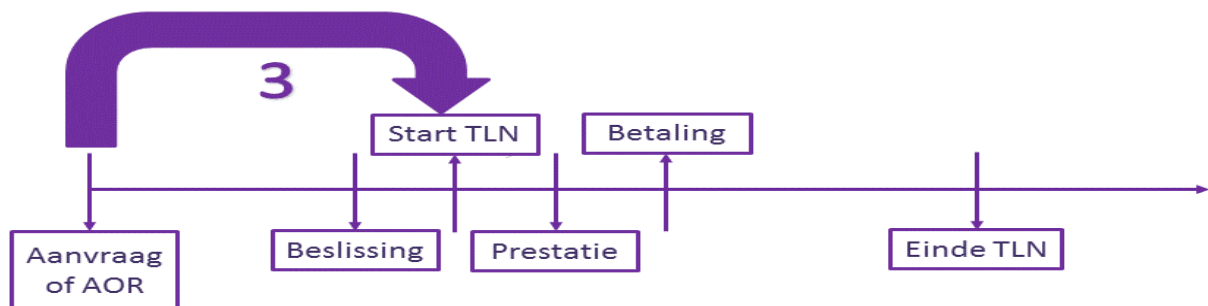 3
Start TLN
Betaling
Aanvraag
of AOR
Beslissing
Prestatie
Einde TLN